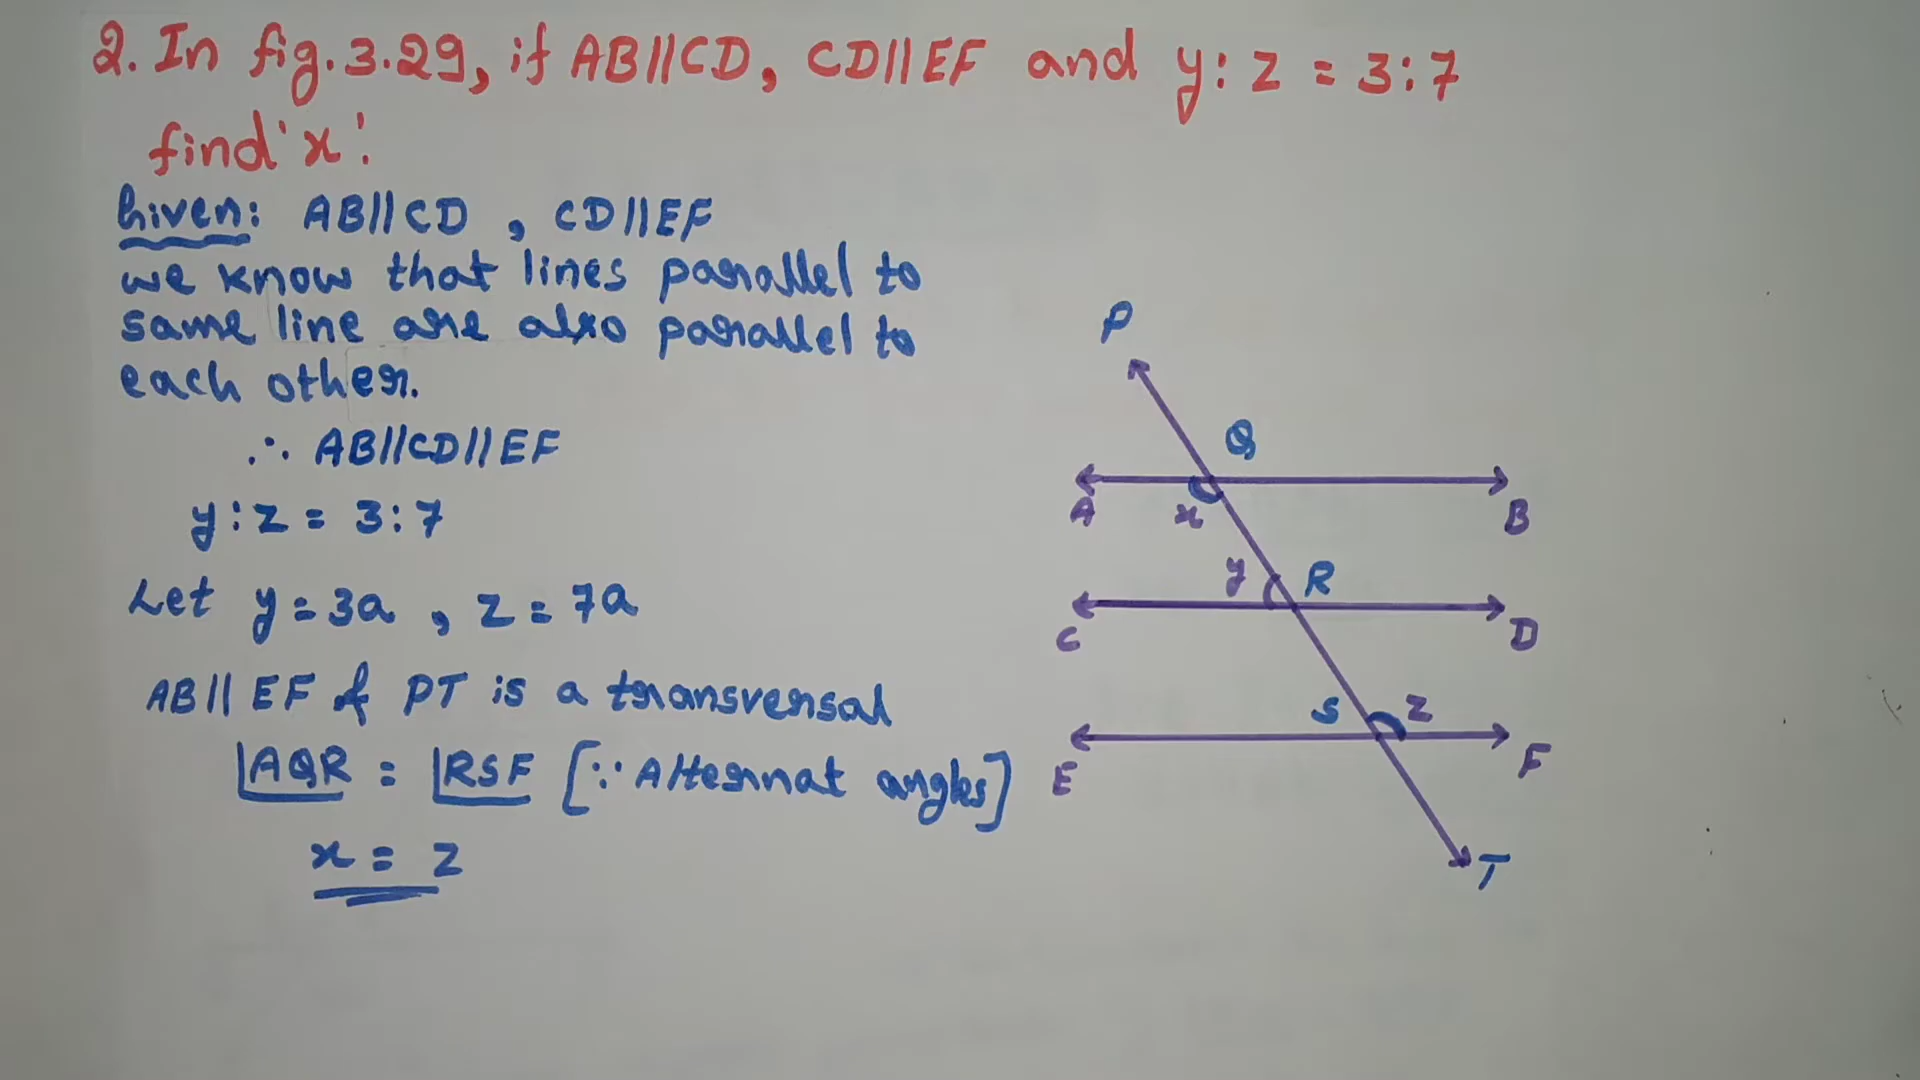 2. In fig.3.29, if AB||CD, CD||EF and y:z = 3:7
find 'x'.
Given: AB||CD, CD||EF
we know that lines parallel to
same line are also parallel to
each other.
∴ AB||CD||EF
y:z = 3:7
Let y=3a, z=7a
AB||EF & PT is a transversal
∠AQR = ∠RSF [∵ Alternat angles]
x = z
P
Q
A
x
B
y
R
C
D
S
z
E
F
T